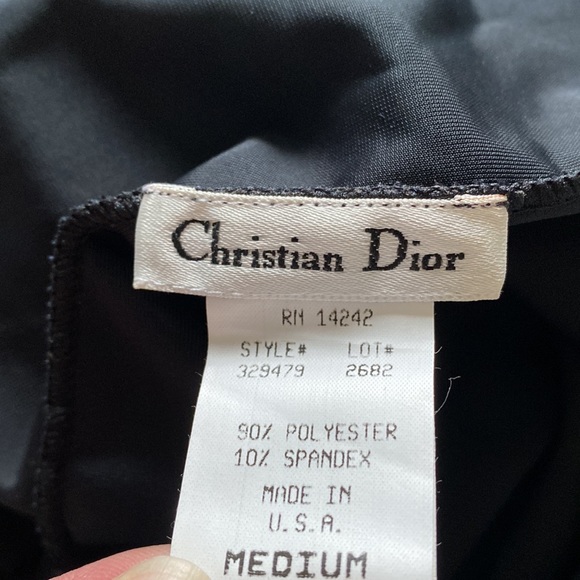 Christian Dior
RN 14242
STYLE# LOT#
329479 2682
90% POLYESTER
10% SPANDEX
MADE IN
U.S.A.
MEDIUM